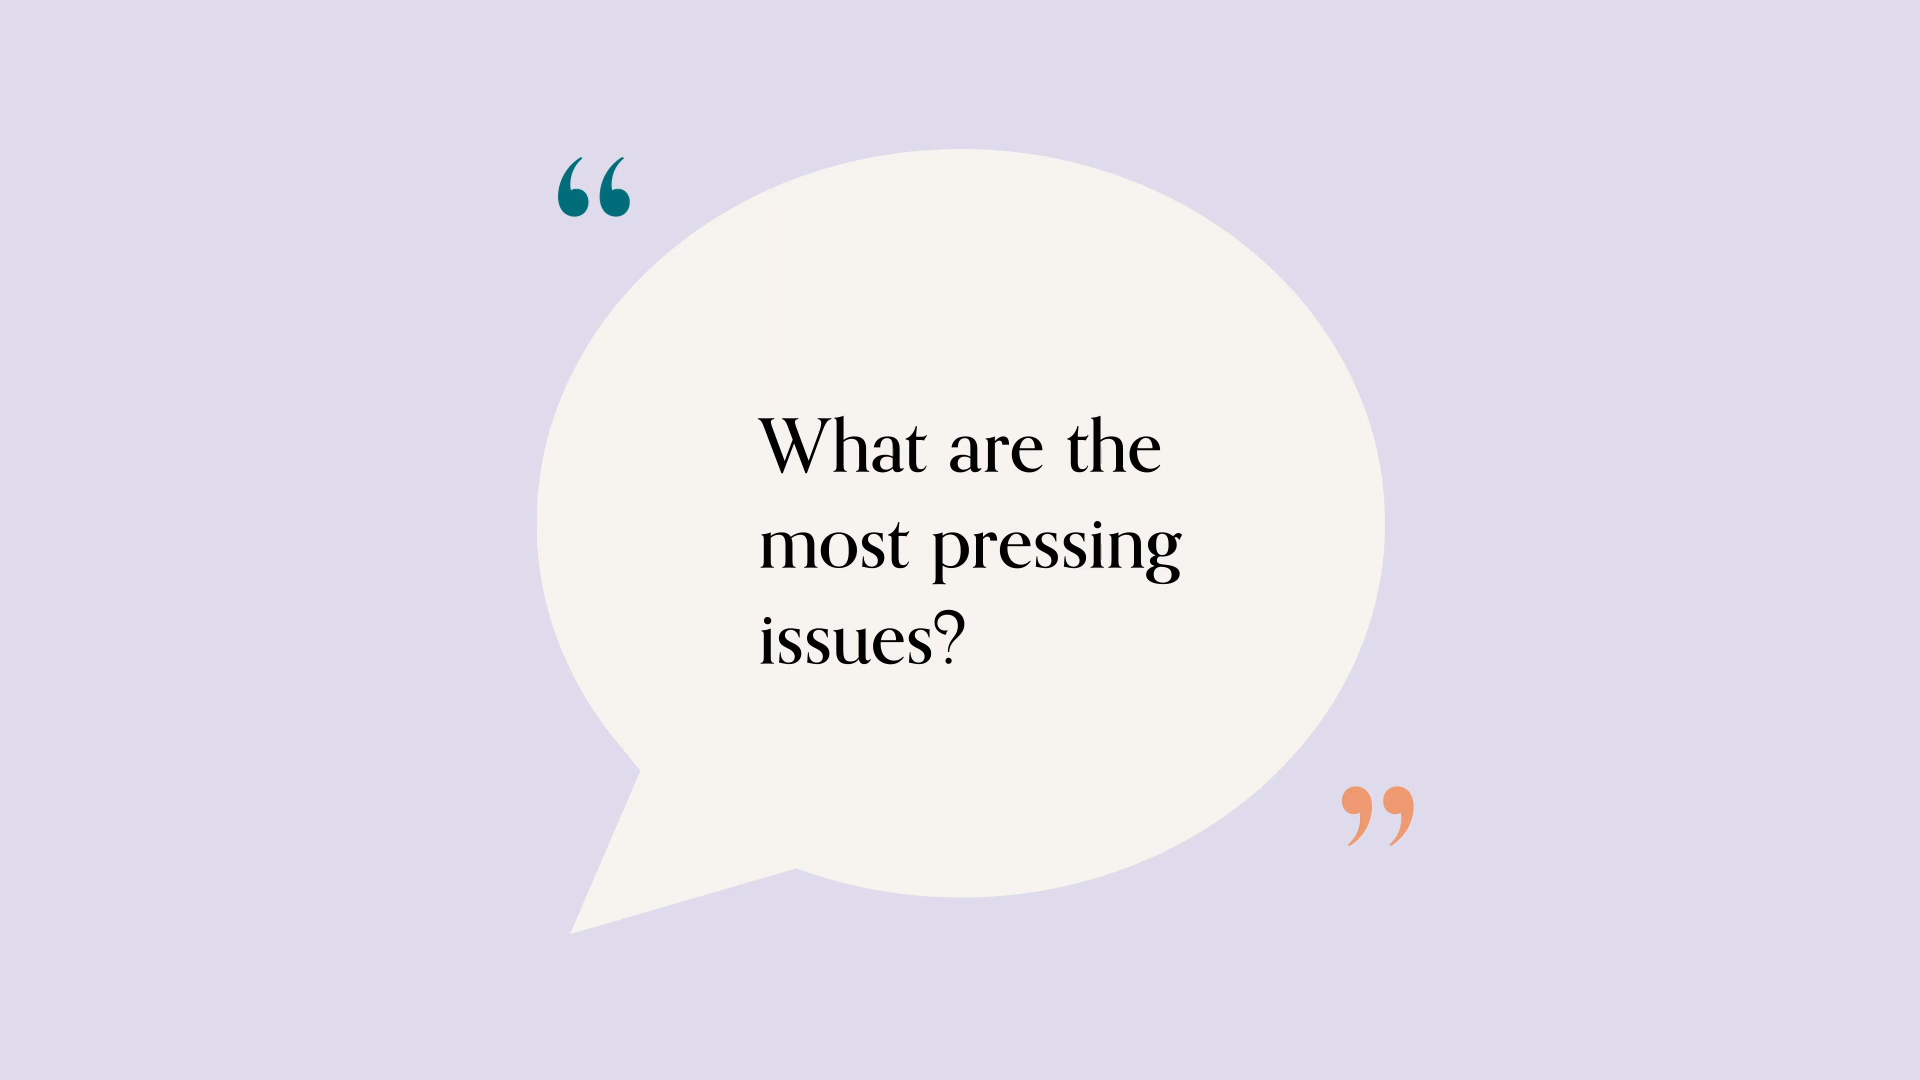 “
What are the
most pressing
issues?
”